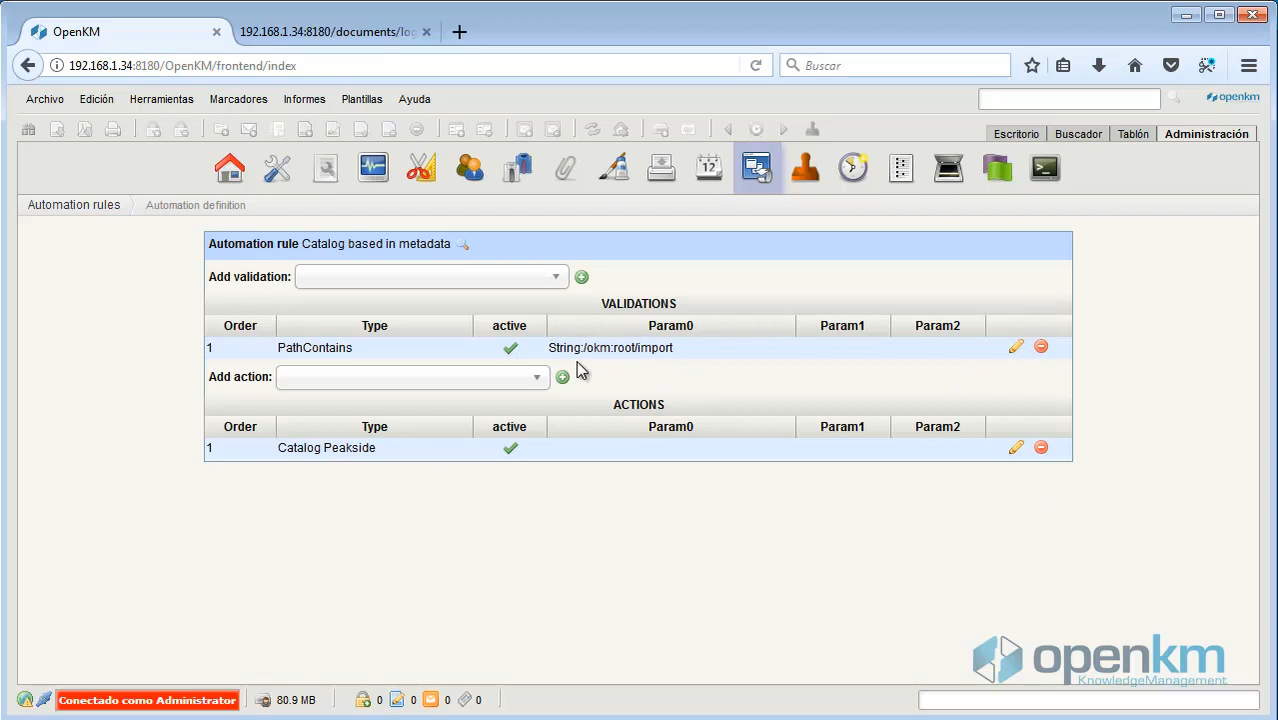 OpenKM
192.168.1.34:8180/documents/log
192.168.1.34:8180/OpenKM/frontend/index
Buscar
Archivo Edición Herramientas Marcadores Informes Plantillas Ayuda
openkm
Escritorio Buscador Tablón Administración
12
Automation rules Automation definition
Automation rule Catalog based in metadata
Add validation:
VALIDATIONS
Order Type active Param0 Param1 Param2
1 PathContains String:/okm:root/import
Add action:
ACTIONS
Order Type active Param0 Param1 Param2
1 Catalog Peakside
openkm
KnowledgeManagement
Conectado como Administrator 80.9 MB 0 0 0 0